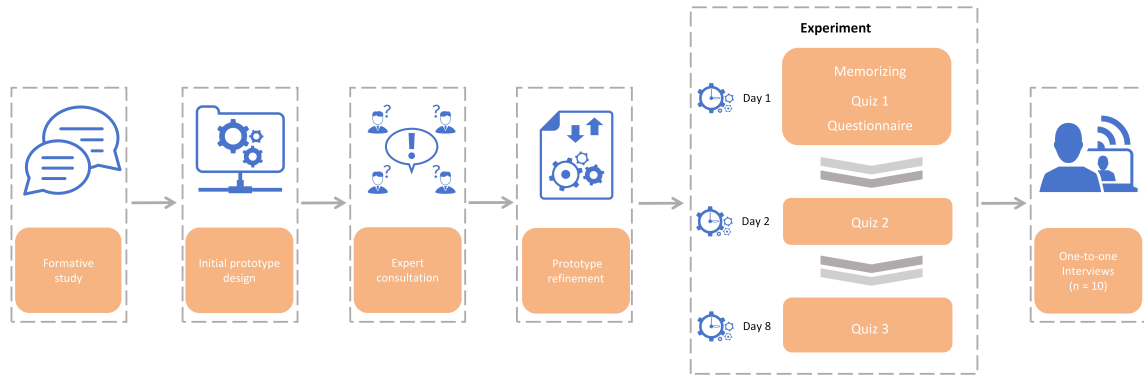 Formative
study
Initial prototype
design
Expert
consultation
Prototype
refinement
Experiment
Day 1
Memorizing
Quiz 1
Questionnaire
Day 2
Quiz 2
Day 8
Quiz 3
One-to-one
Interviews
(n = 10)